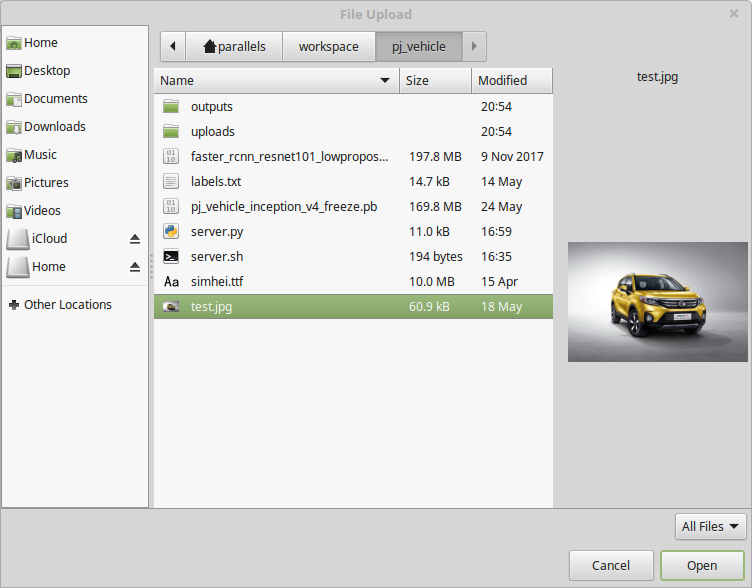 File Upload
Home
Desktop
Documents
Downloads
Music
Pictures
Videos
iCloud
Home
Other Locations
parallels workspace pj_vehicle
Name Size Modified
outputs 20:54
uploads 20:54
faster_rcnn_resnet101_lowpropos... 197.8 MB 9 Nov 2017
labels.txt 14.7 kB 14 May
pj_vehicle_inception_v4_freeze.pb 169.8 MB 24 May
server.py 11.0 kB 16:59
server.sh 194 bytes 16:35
Aa simhei.ttf 10.0 MB 15 Apr
test.jpg 60.9 kB 18 May
test.jpg
All Files
Cancel Open